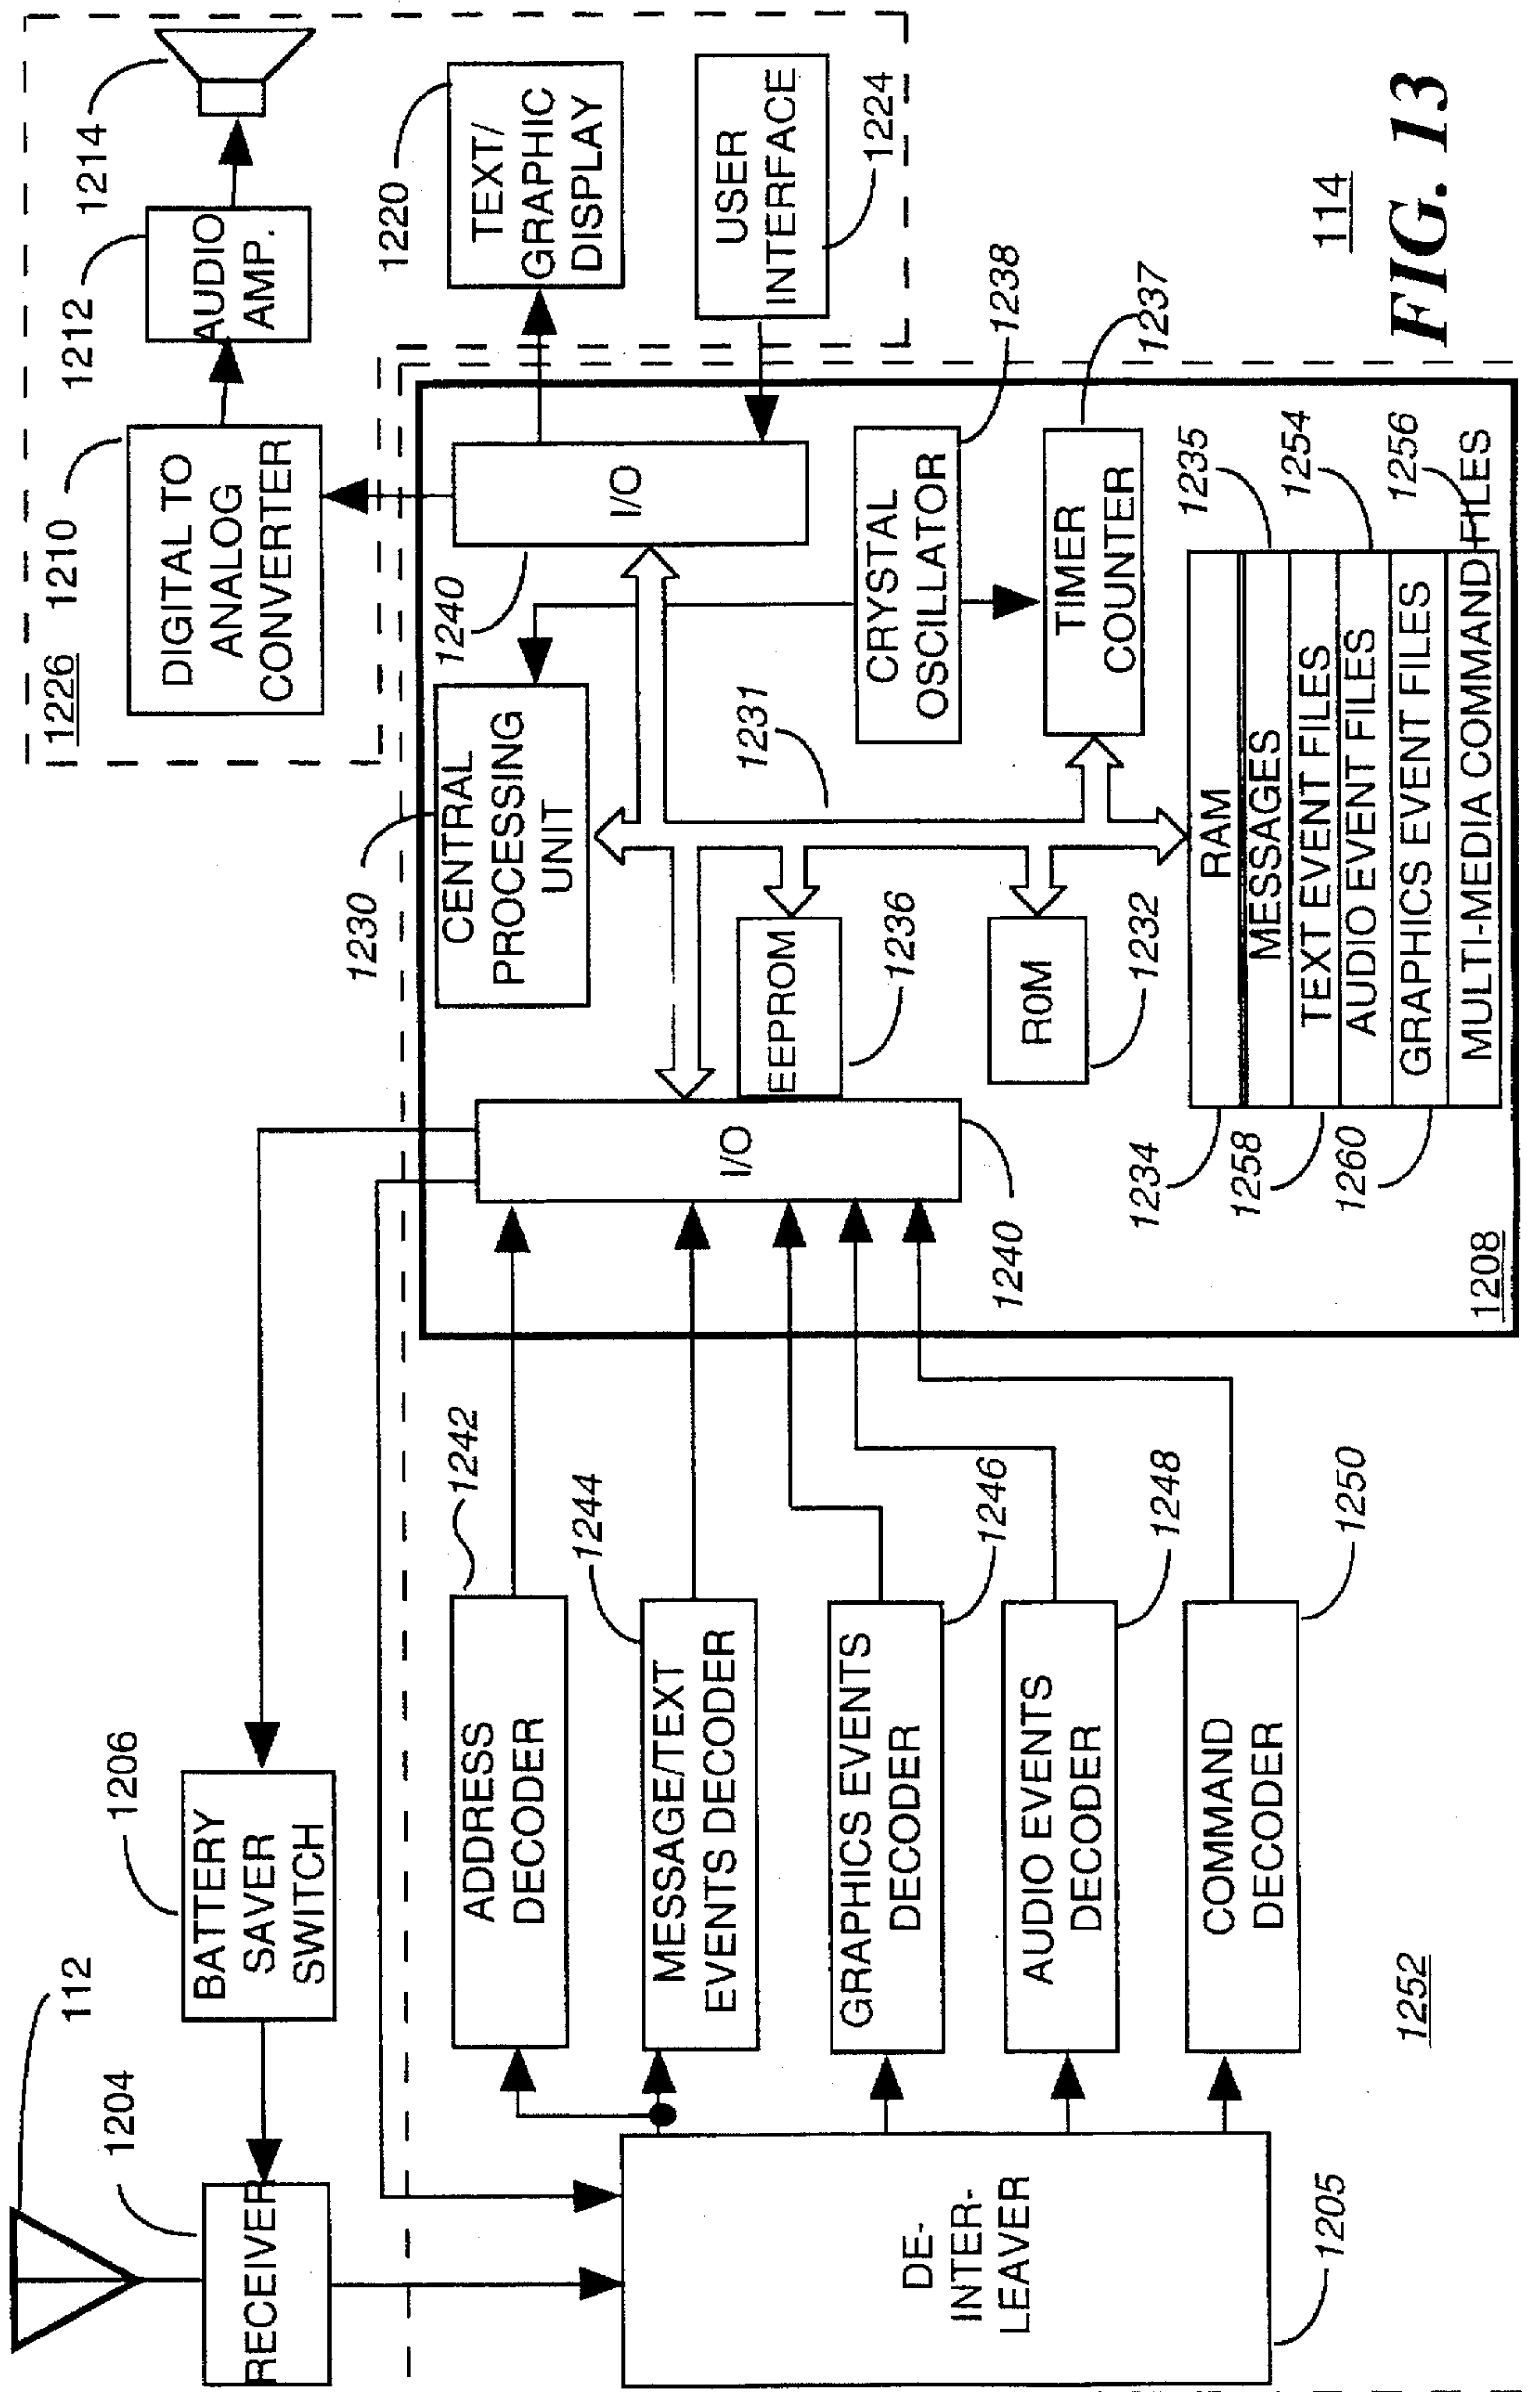 112
1204
RECEIVER
1206
BATTERY
SAVER
SWITCH
1226
1210
DIGITAL TO
ANALOG
CONVERTER
1212
AUDIO
AMP.
1214
1220
TEXT/
GRAPHIC
DISPLAY
USER
INTERFACE
1224
DE-
INTER-
LEAVER
1205
1242
ADDRESS
DECODER
1244
MESSAGE/TEXT
EVENTS DECODER
GRAPHICS EVENTS
DECODER
1246
AUDIO EVENTS
DECODER
1248
COMMAND
DECODER
1250
1252
I/O
1240
1230
CENTRAL
PROCESSING
UNIT
1240
I/O
1231
EEPROM
1236
ROM
1232
CRYSTAL
OSCILLATOR
1238
TIMER
COUNTER
1237
1234
RAM
1235
MESSAGES
1258
TEXT EVENT FILES
1254
AUDIO EVENT FILES
1260
GRAPHICS EVENT FILES
1256
MULTI-MEDIA COMMAND FILES
1208
114
FIG. 13